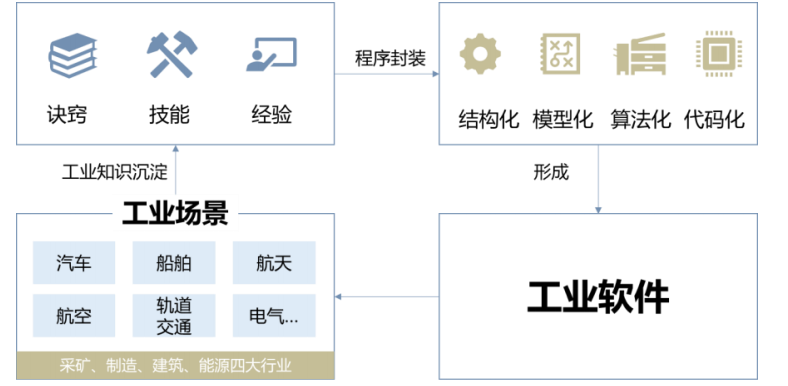 诀窍 技能 经验
程序封装
结构化 模型化 算法化 代码化
工业知识沉淀
形成
工业场景
汽车 船舶 航天
航空 轨道
交通 电气...
采矿、制造、建筑、能源四大行业
工业软件